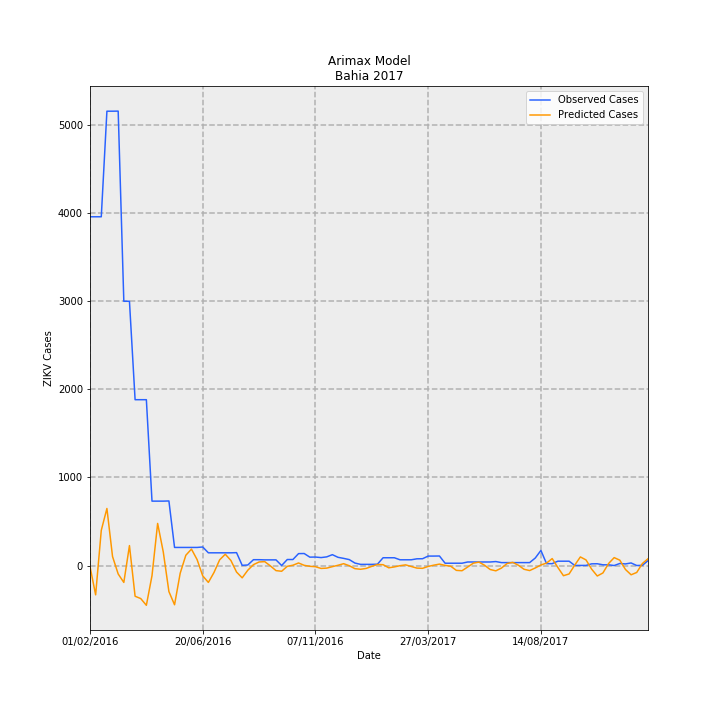 Arimax Model
Bahia 2017
Observed Cases
Predicted Cases
5000
4000
3000
2000
1000
0
ZIKV Cases
01/02/2016
20/06/2016
07/11/2016
27/03/2017
14/08/2017
Date